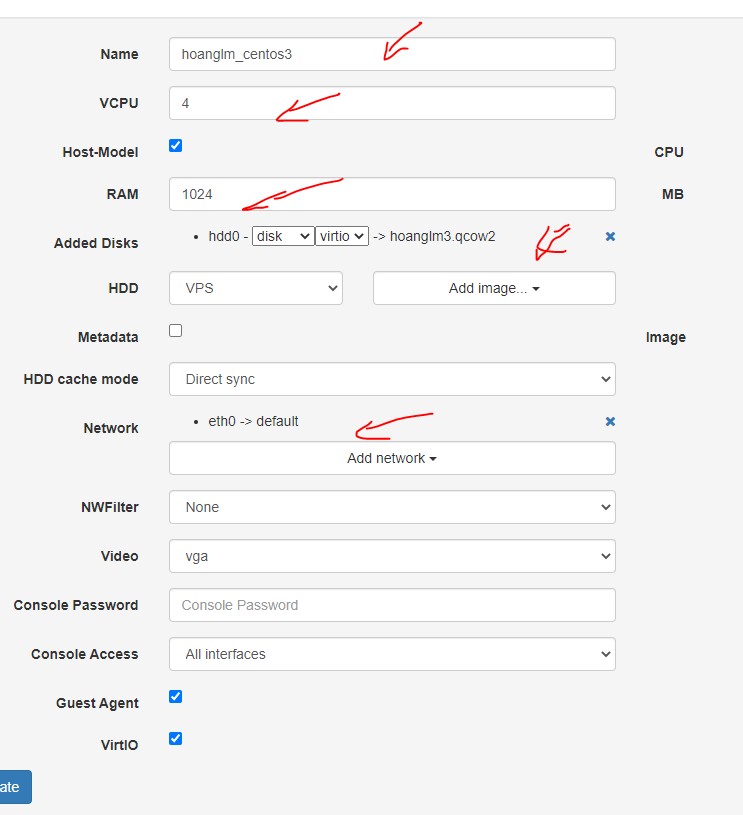 Name hoanglm_centos3
VCPU 4
Host-Model CPU
RAM 1024 MB
Added Disks hdd0 - disk virtio -> hoanglm3.qcow2
HDD VPS Add image...
Metadata Image
HDD cache mode Direct sync
Network eth0 -> default
Add network
NWFilter None
Video vga
Console Password Console Password
Console Access All interfaces
Guest Agent
VirtIO
ate